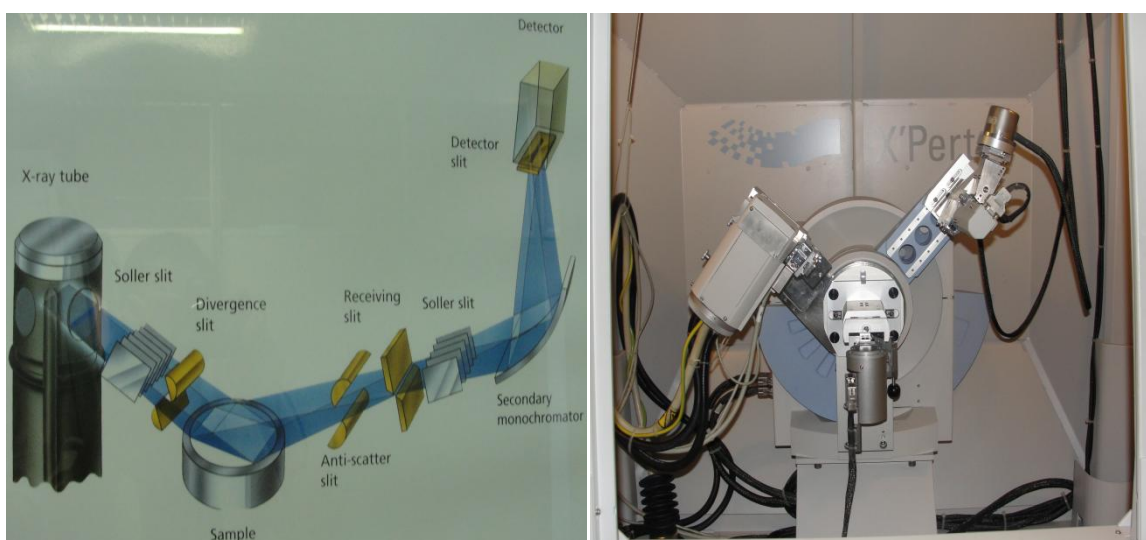 Detector
Detector
slit
X-ray tube
Soller slit
Divergence
slit
Receiving
slit
Soller slit
Secondary
monochromator
Anti-scatter
slit
Sample
X'Pert